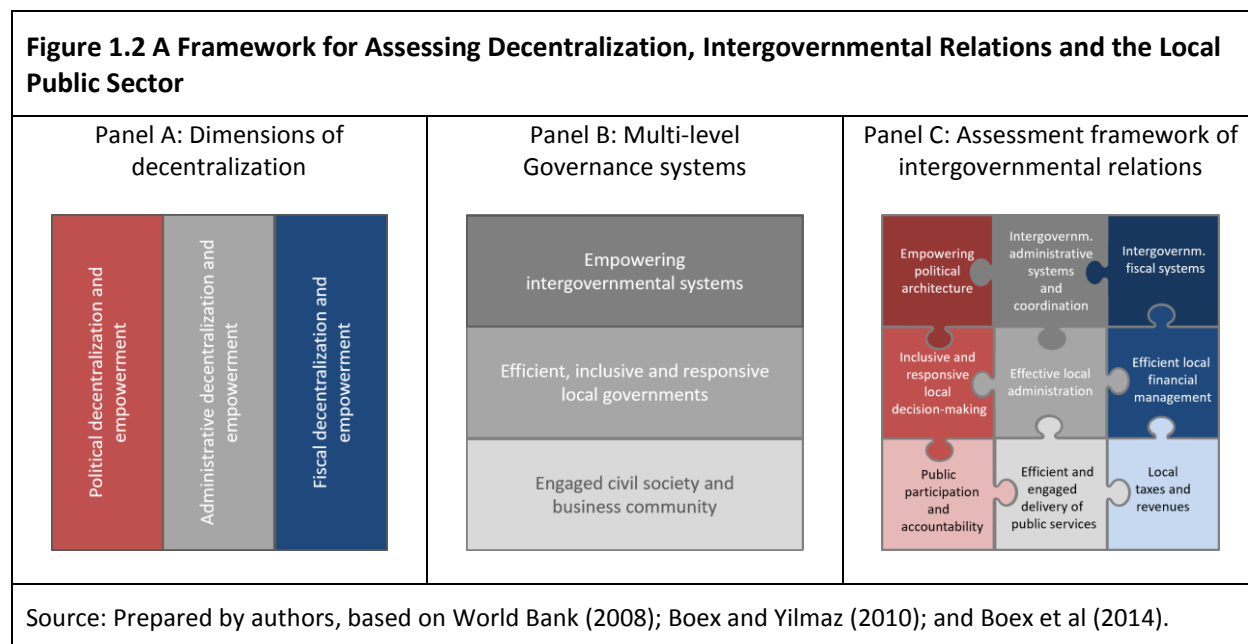 Figure 1.2 A Framework for Assessing Decentralization, Intergovernmental Relations and the Local
Public Sector
Panel A: Dimensions of
decentralization
Political decentralization and
empowerment
Administrative decentralization and
empowerment
Fiscal decentralization and
empowerment
Panel B: Multi-level
Governance systems
Empowering
intergovernmental systems
Efficient, inclusive and responsive
local governments
Engaged civil society and
business community
Panel C: Assessment framework of
intergovernmental relations
Empowering
political
architecture
Intergovernm.
administrative
systems
and
coordination
Intergovernm.
fiscal systems
Inclusive and
responsive
local
decision-making
Effective local
administration
Efficient local
financial
management
Public
participation
and
accountability
Efficient and
engaged
delivery of
public services
Local
taxes and
revenues
Source: Prepared by authors, based on World Bank (2008); Boex and Yilmaz (2010); and Boex et al (2014).